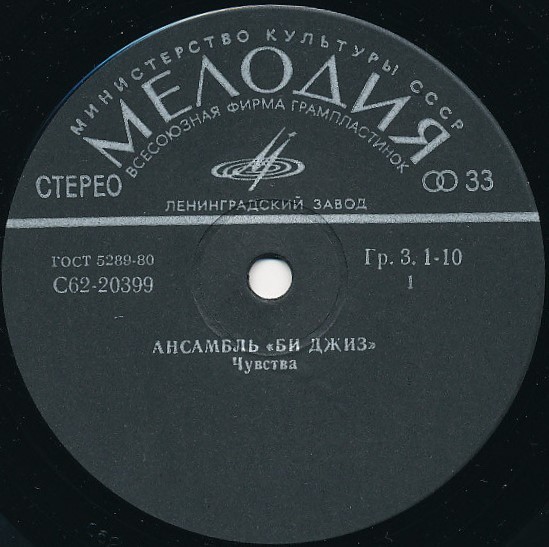 МИНИСТЕРСТВО КУЛЬТУРЫ СССР
МЕЛОДИЯ
ВСЕСОЮЗНАЯ ФИРМА ГРАМПЛАСТИНОК
СТЕРЕО
33
ЛЕНИНГРАДСКИЙ ЗАВОД
ГОСТ 5289-80
С62-20399
Гр. 3. 1-10
1
АНСАМБЛЬ «БИ ДЖИЗ»
Чувства